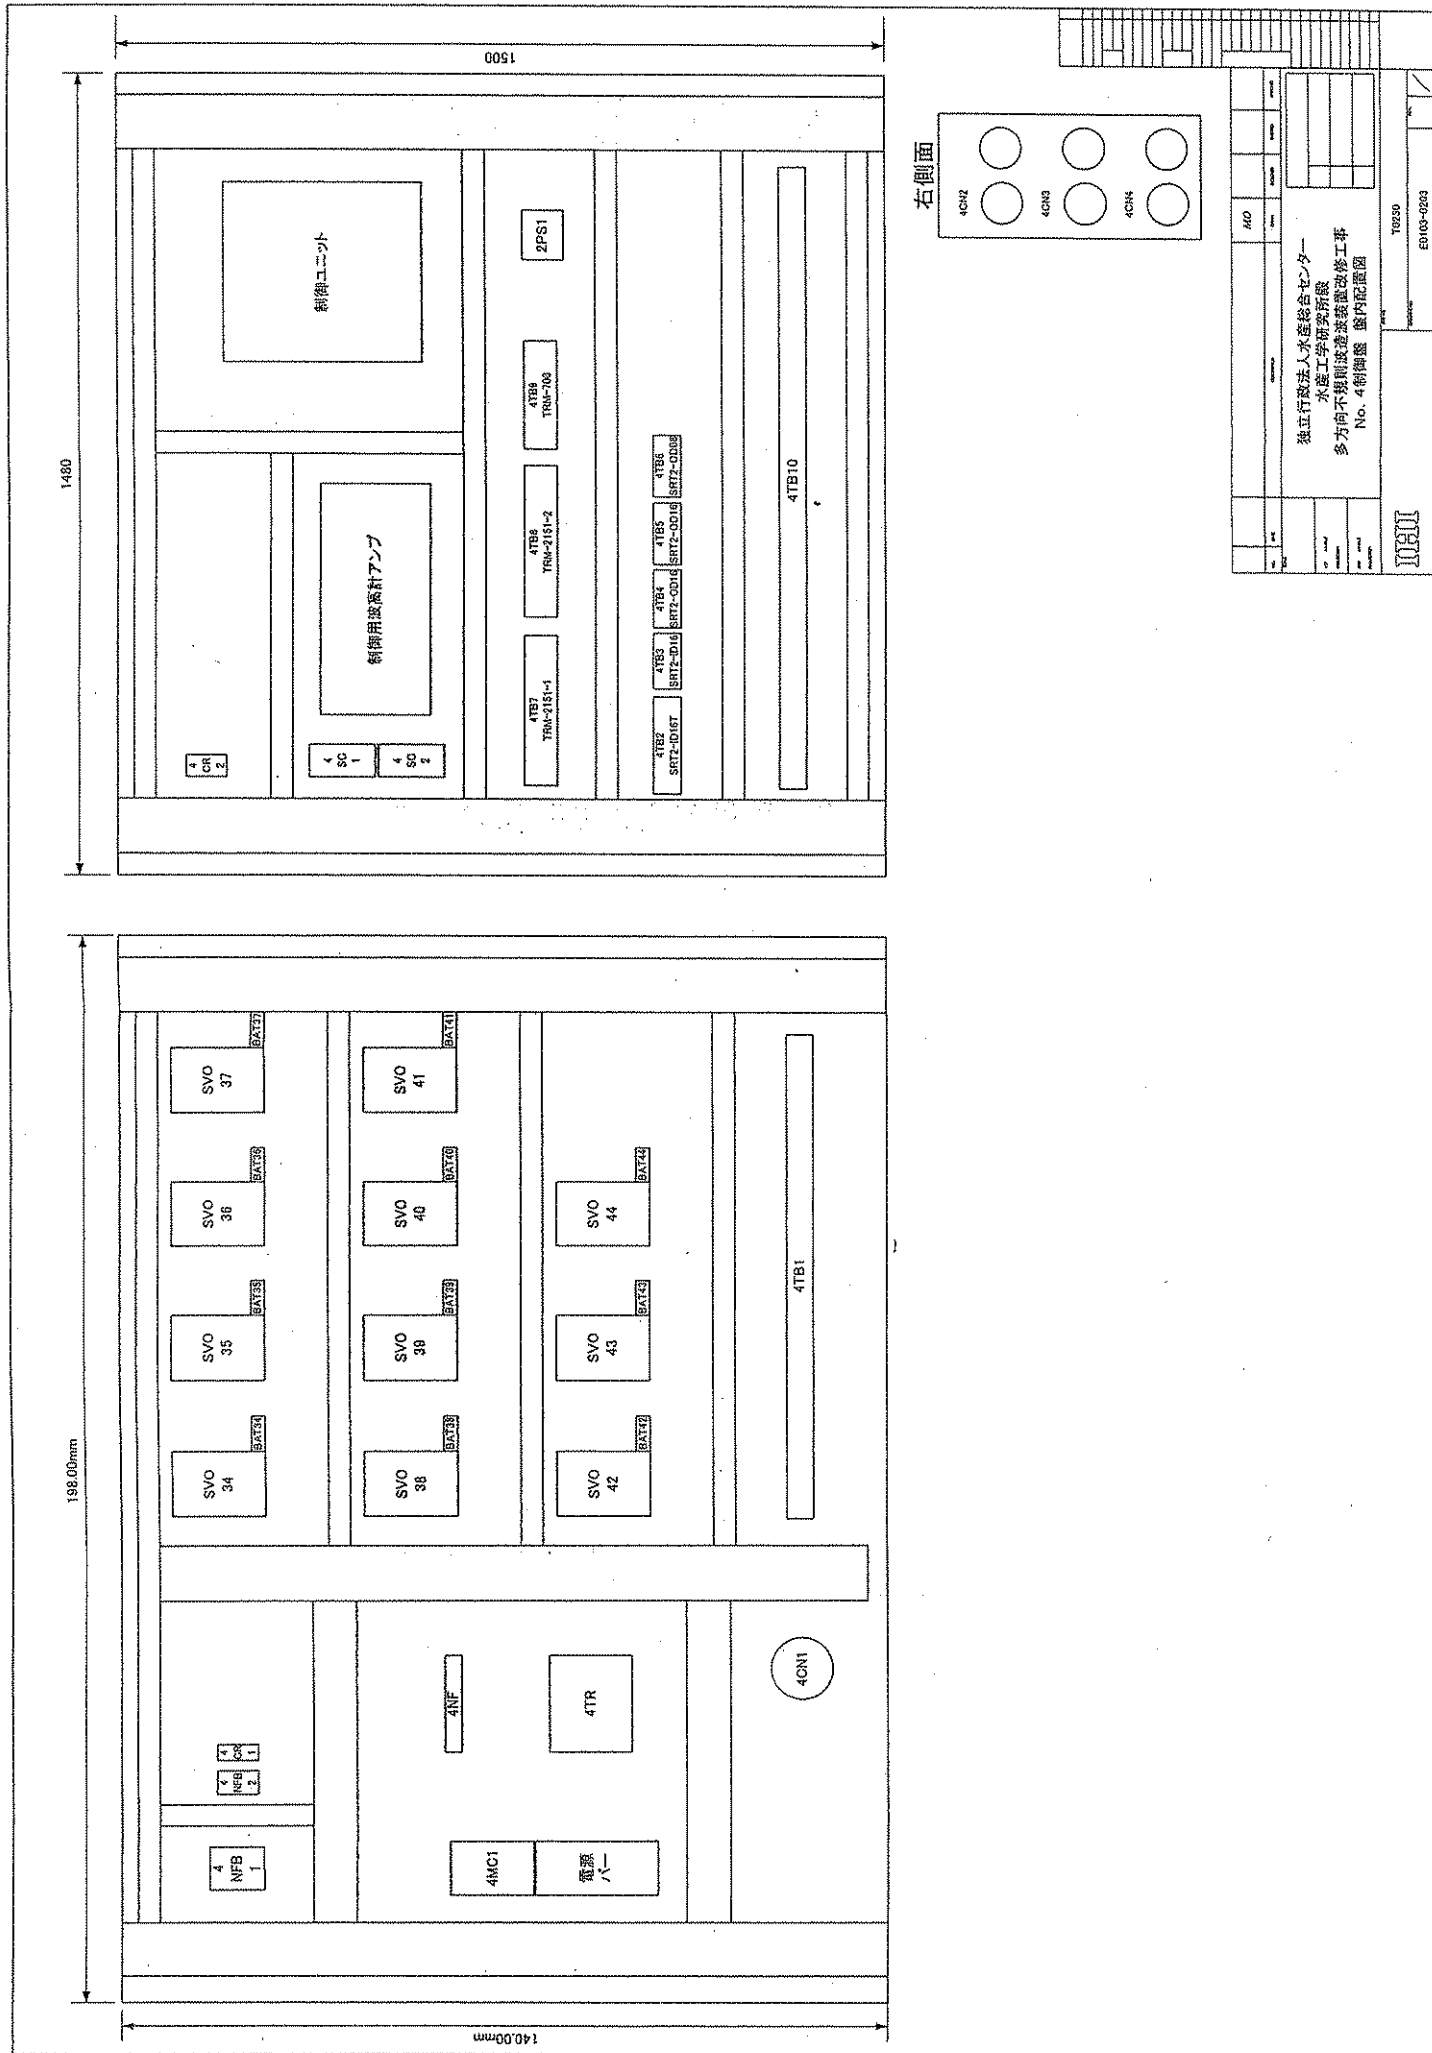 198.00mm
140.00mm
4
NFB
1
4
NFB
2
4
CR
1
4NF
4TR
4MC1
電源
バー
4CN1
SVO
34
BAT34
SVO
35
BAT35
SVO
36
BAT36
SVO
37
BAT37
SVO
38
BAT38
SVO
39
BAT39
SVO
40
BAT40
SVO
41
BAT41
SVO
42
BAT42
SVO
43
BAT43
SVO
44
BAT44
4TB1
1480
1500
4
CR
2
4
SC
1
4
SC
2
制御用波高計アンプ
制御ユニット
4TB7
TRM-2151-1
4TB8
TRM-2151-2
4TB9
TRM-703
2PS1
4TB2
SRT2-ID16T
4TB3
SRT2-ID16
4TB4
SRT2-OD16
4TB5
SRT2-OD16
4TB6
SRT2-OD08
4TB10
右側面
4CN2
4CN3
4CN4
MO
独立行政法人水産総合センター
水産工学研究所殿
多方向不規則波造波装置改修工事
No. 4制御盤 盤内配置図
IHI
T0230
E0103-0203